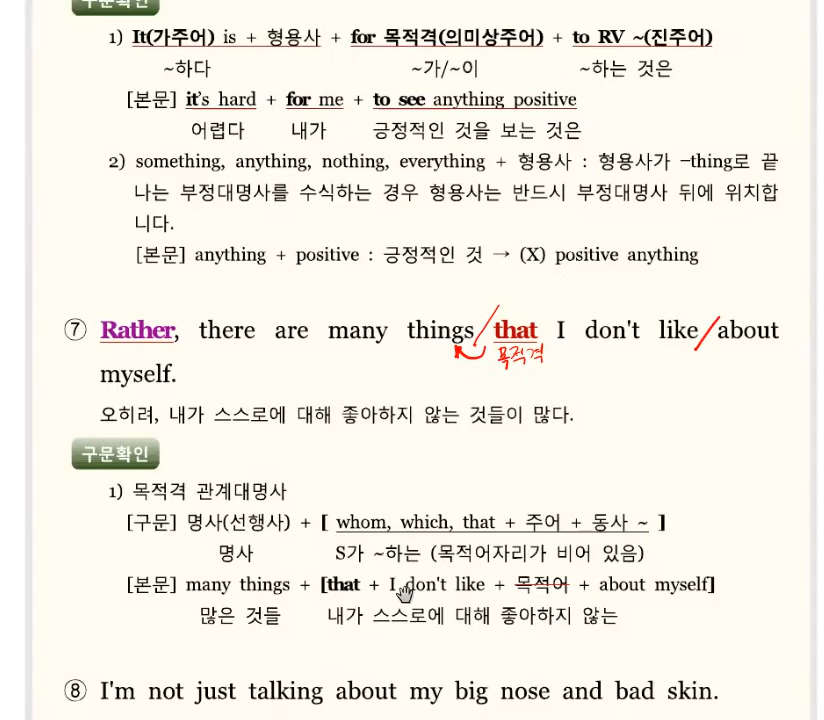 구문확인
1) It(가주어) is + 형용사 + for 목적격(의미상주어) + to RV ~(진주어)
~하다 ~가/~이 ~하는 것은
[본문] it's hard + for me + to see anything positive
어렵다 내가 긍정적인 것을 보는 것은
2) something, anything, nothing, everything + 형용사 : 형용사가 –thing로 끝
나는 부정대명사를 수식하는 경우 형용사는 반드시 부정대명사 뒤에 위치합
니다.
[본문] anything + positive : 긍정적인 것 → (X) positive anything
⑦ Rather, there are many things that I don't like about
목적격
myself.
오히려, 내가 스스로에 대해 좋아하지 않는 것들이 많다.
구문확인
1) 목적격 관계대명사
[구문] 명사(선행사) + [ whom, which, that + 주어 + 동사 ~ ]
명사 S가 ~하는 (목적어자리가 비어 있음)
[본문] many things + [that + I don't like + 목적어 + about myself]
많은 것들 내가 스스로에 대해 좋아하지 않는
⑧ I'm not just talking about my big nose and bad skin.